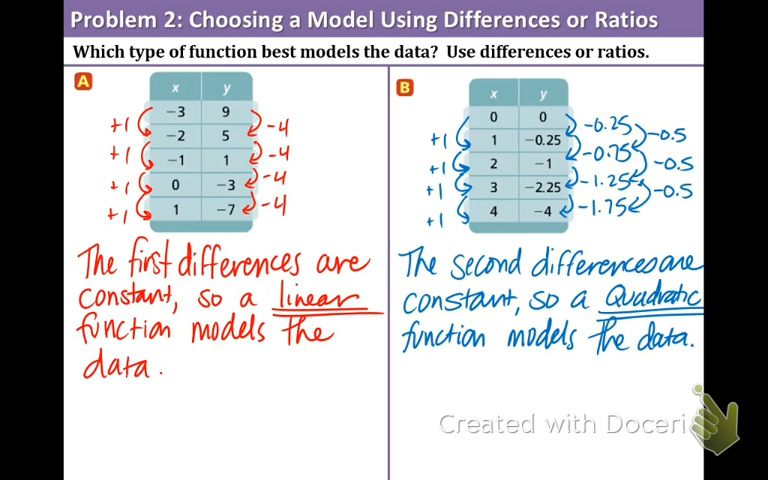 Problem 2: Choosing a Model Using Differences or Ratios
Which type of function best models the data? Use differences or ratios.
A
x y
-3 9
-2 5
-1 1
0 -3
1 -7
+1
+1
+1
+1
-4
-4
-4
-4
The first differences are
constant, so a linear
function models the
data.
B
x y
0 0
1 -0.25
2 -1
3 -2.25
4 -4
+1
+1
+1
+1
-0.25
-0.75
-1.25
-1.75
-0.5
-0.5
-0.5
The second differences are
constant, so a Quadratic
function models the data.
Created with Doceri